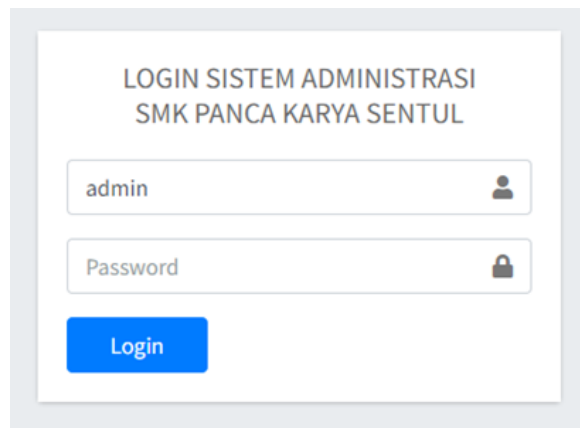 LOGIN SISTEM ADMINISTRASI
SMK PANCA KARYA SENTUL
admin
Password
Login